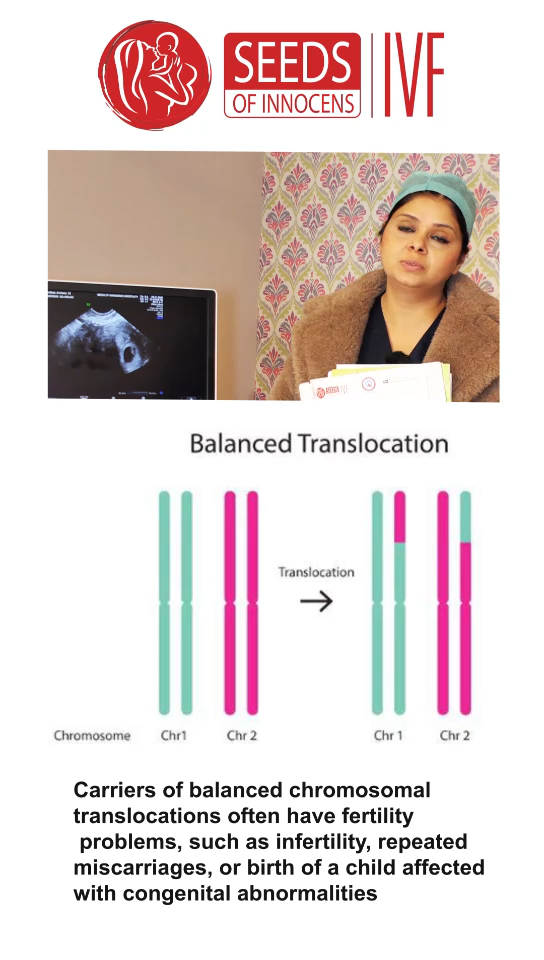 SEEDS
OF INNOCENS
IVF
Balanced Translocation
Translocation
Chromosome
Chr1
Chr 2
Chr 1
Chr 2
Carriers of balanced chromosomal
translocations often have fertility
problems, such as infertility, repeated
miscarriages, or birth of a child affected
with congenital abnormalities